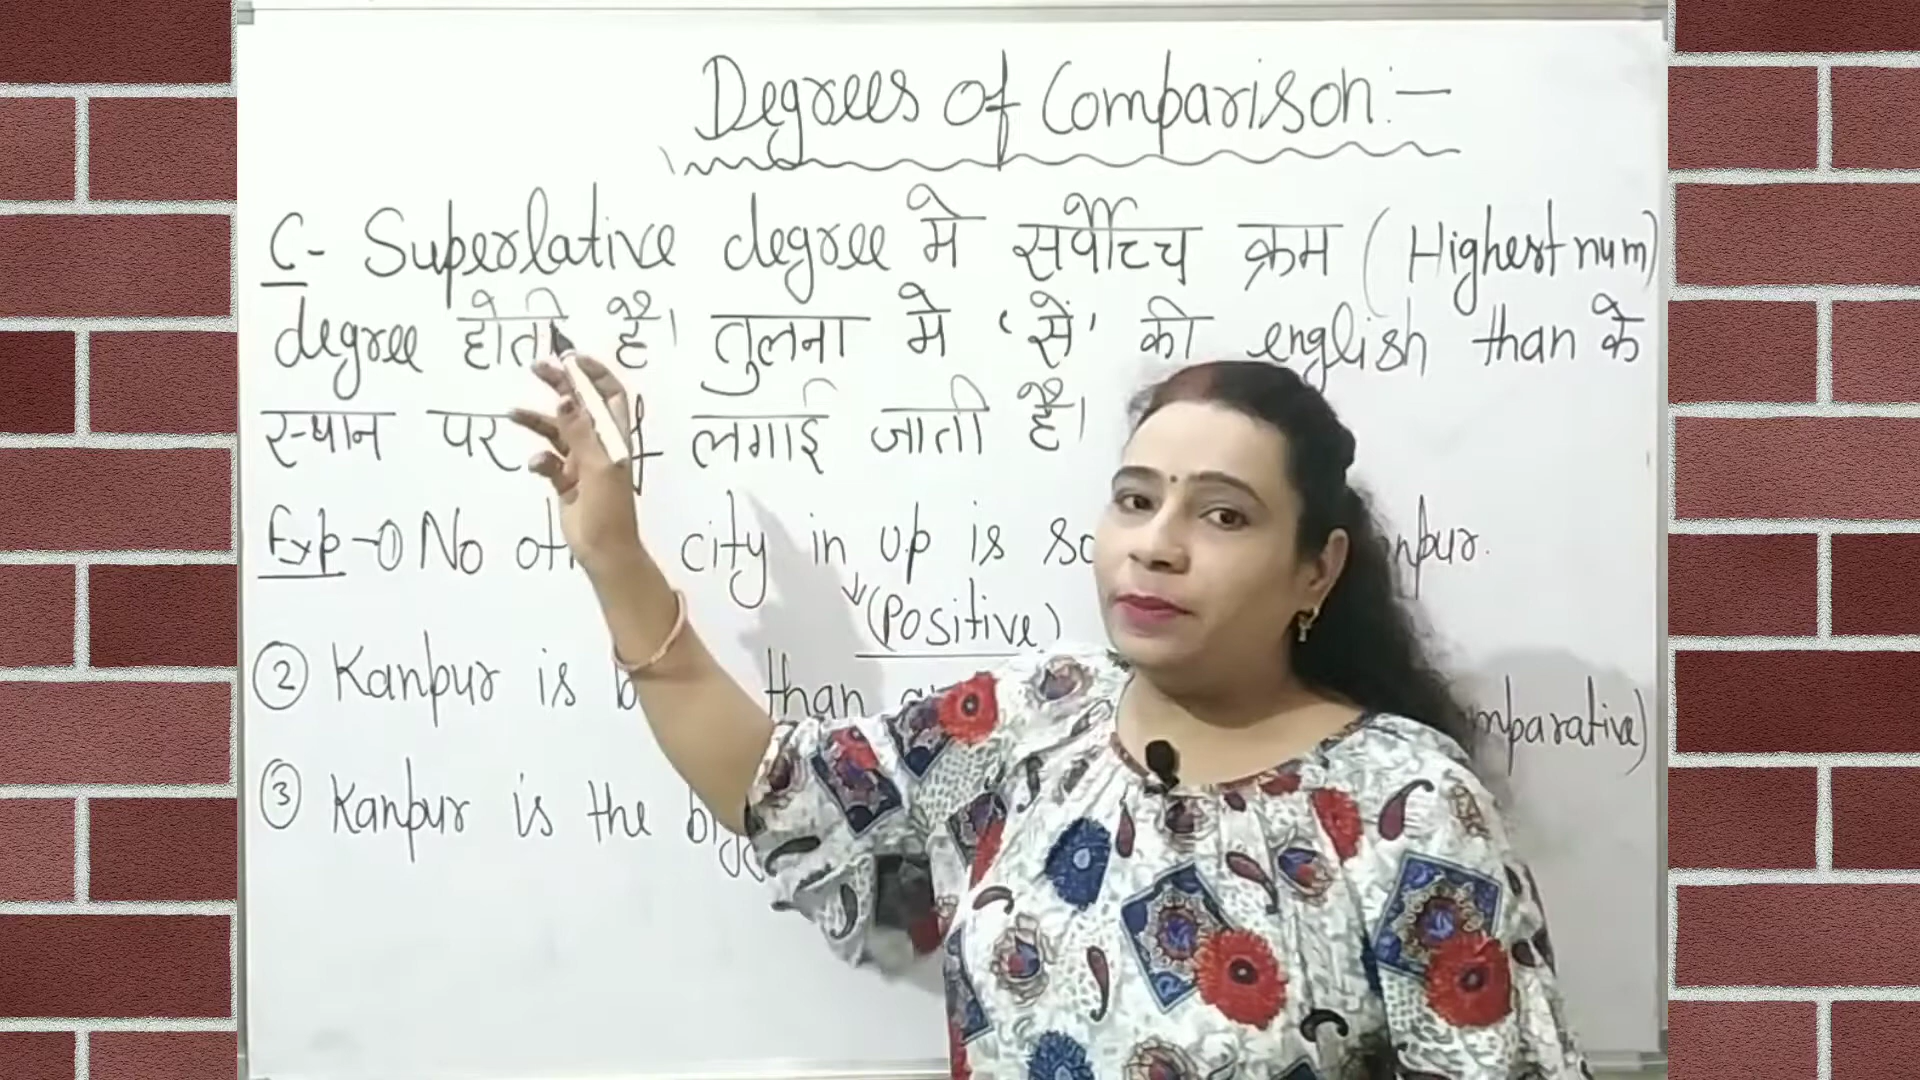 Degrees of Comparison:-
C- Superlative degree मे सर्वोच्च क्रम (Highest num)
degree होती है। तुलना मे 'से' की english than के
स्थान पर लगाई जाती है।
Exp-① No city in up is
(Positive)
② Kanpur is than
③ Kanpur is the